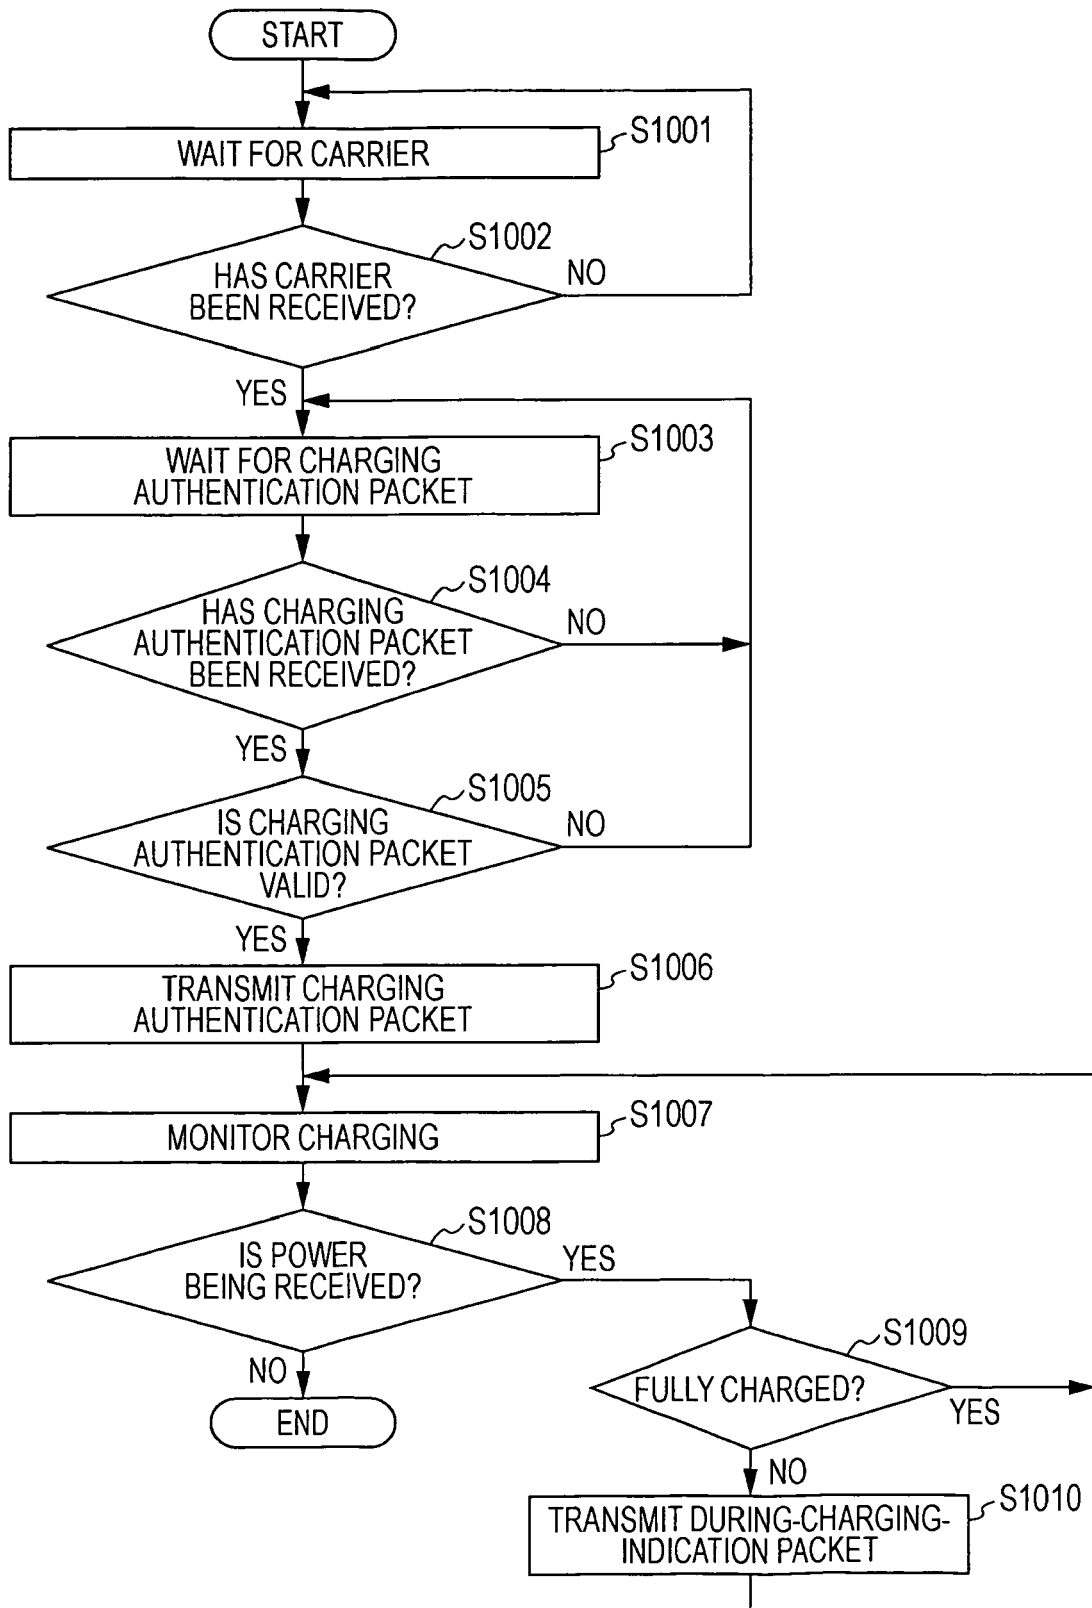 START
S1001
WAIT FOR CARRIER
S1002
HAS CARRIER
BEEN RECEIVED?
NO
YES
S1003
WAIT FOR CHARGING
AUTHENTICATION PACKET
S1004
HAS CHARGING
AUTHENTICATION PACKET
BEEN RECEIVED?
NO
YES
S1005
IS CHARGING
AUTHENTICATION PACKET
VALID?
NO
YES
S1006
TRANSMIT CHARGING
AUTHENTICATION PACKET
S1007
MONITOR CHARGING
S1008
IS POWER
BEING RECEIVED?
YES
NO
END
S1009
FULLY CHARGED?
YES
NO
S1010
TRANSMIT DURING-CHARGING-
INDICATION PACKET